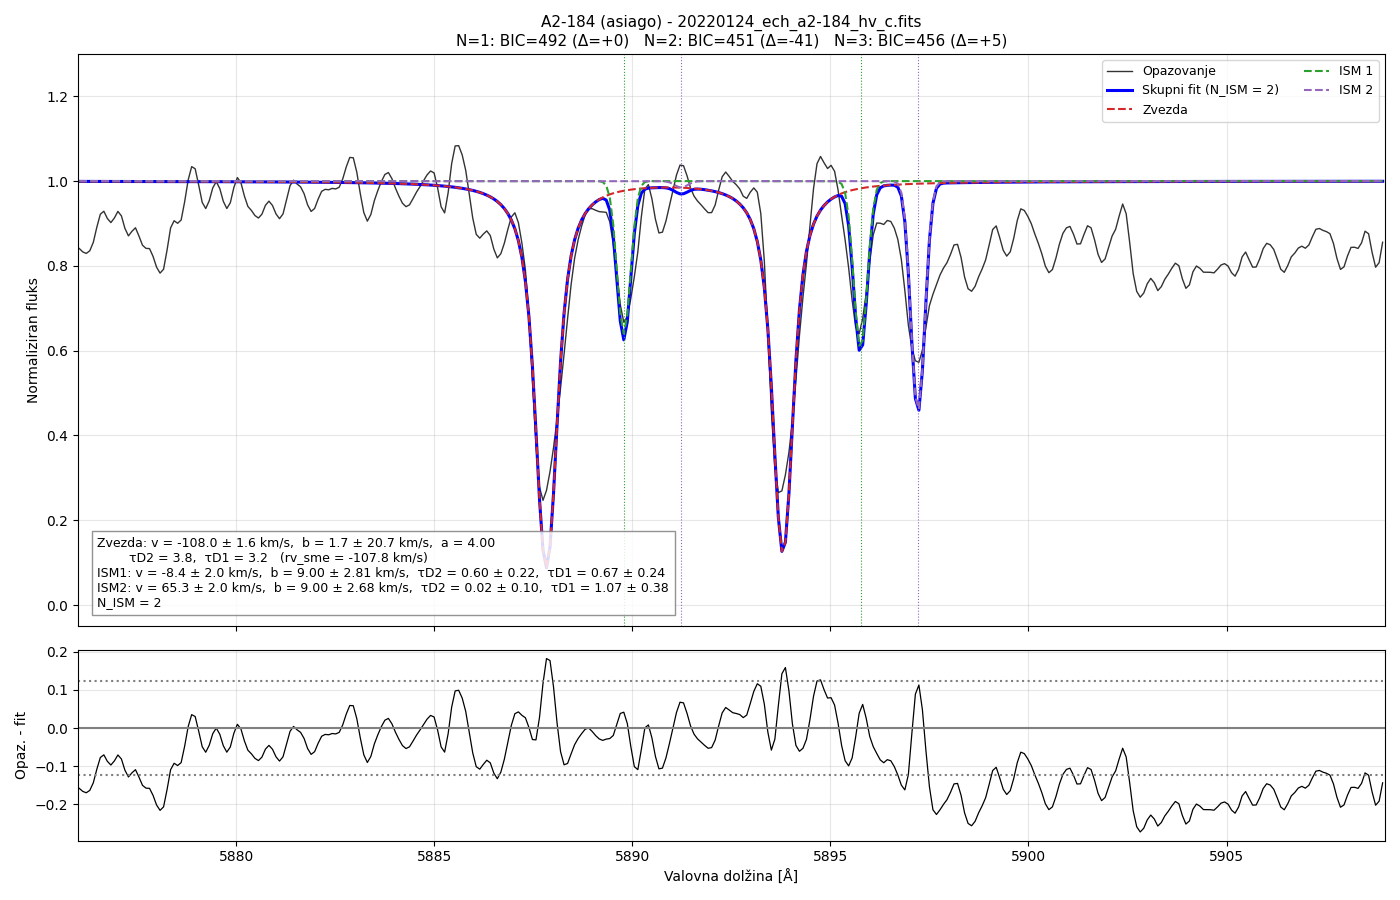 A2-184 (asiago) - 20220124_ech_a2-184_hv_c.fits
N=1: BIC=492 (Δ=+0)   N=2: BIC=451 (Δ=-41)   N=3: BIC=456 (Δ=+5)
Opazovanje
Skupni fit (N_ISM = 2)
Zvezda
ISM 1
ISM 2
Normaliziran fluks
1.2
1.0
0.8
0.6
0.4
0.2
0.0
Zvezda: v = -108.0 ± 1.6 km/s,  b = 1.7 ± 20.7 km/s,  a = 4.00
τD2 = 3.8,  τD1 = 3.2   (rv_sme = -107.8 km/s)
ISM1: v = -8.4 ± 2.0 km/s,  b = 9.00 ± 2.81 km/s,  τD2 = 0.60 ± 0.22,  τD1 = 0.67 ± 0.24
ISM2: v = 65.3 ± 2.0 km/s,  b = 9.00 ± 2.68 km/s,  τD2 = 0.02 ± 0.10,  τD1 = 1.07 ± 0.38
N_ISM = 2
Opaz. - fit
0.2
0.1
0.0
−0.1
−0.2
5880
5885
5890
5895
5900
5905
Valovna dolžina [Å]